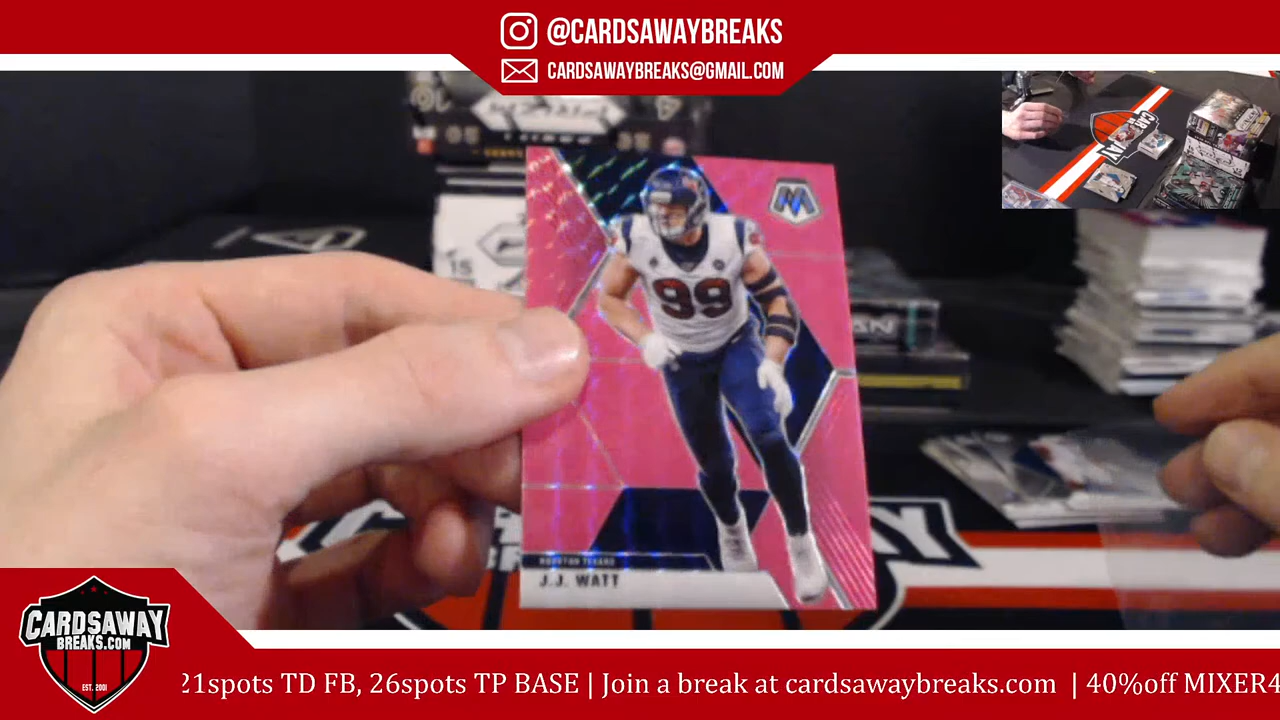 @CARDSAWAYBREAKS
CARDSAWAYBREAKS@GMAIL.COM
99
HOUSTON TEXANS
J.J. WATT
15
CARDSAWAY
BREAKS.COM
EST. 2001
21spots TD FB, 26spots TP BASE | Join a break at cardsawaybreaks.com | 40%off MIXER4